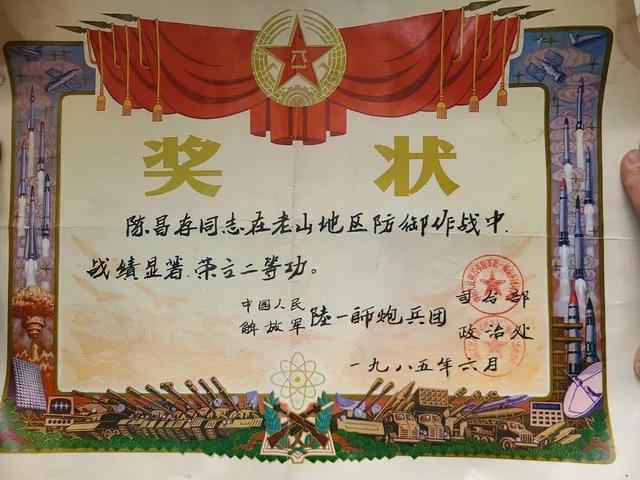 八一
奖状
陈昌存同志在老山地区防御作战中
战绩显著.荣立二等功。
中国人民
解放军 陆一師炮兵团
司令部
政治处
一九八五年六月